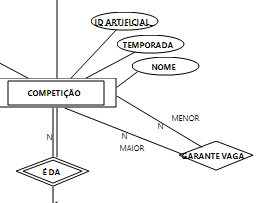 ID ARTIFICIAL
TEMPORADA
NOME
COMPETIÇÃO
MENOR
N
N
N
MAIOR
GARANTE VAGA
É DA